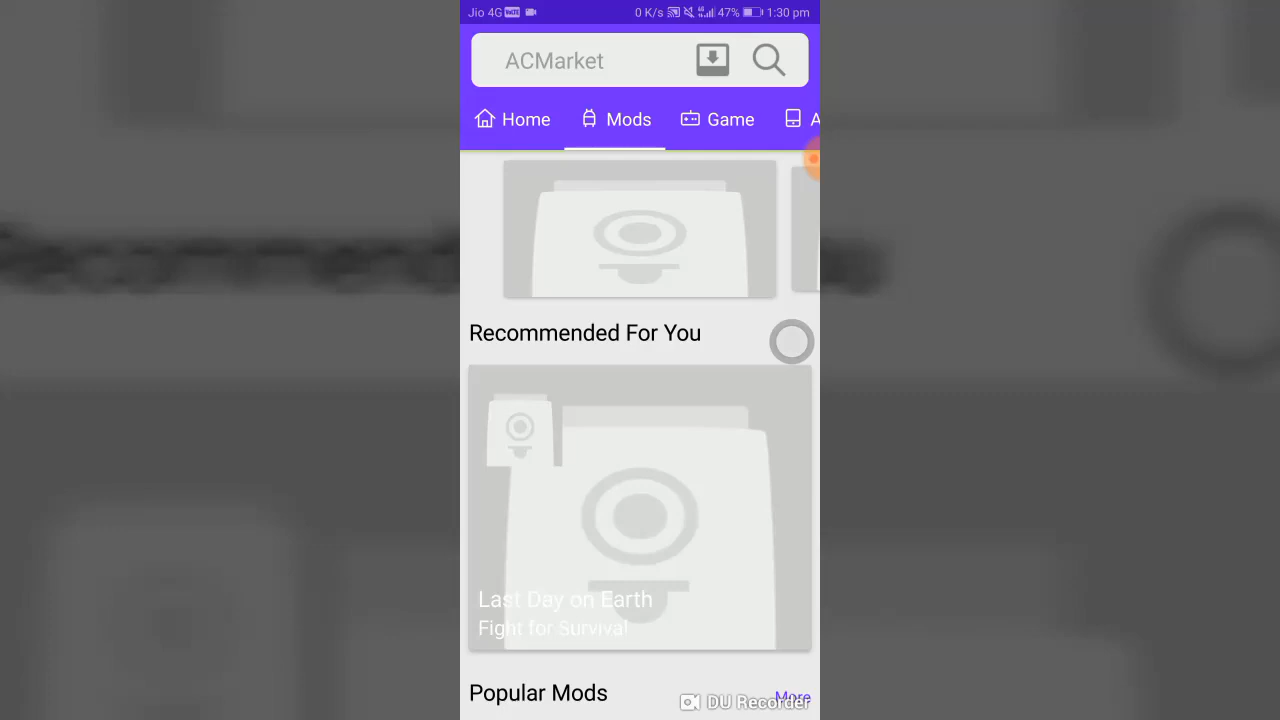 Jio 4G VoLTE 0 K/s 47% 1:30 pm
ACMarket
Home Mods Game A
Recommended For You
Last Day on Earth
Fight for Survival
Popular Mods More
DU Recorder